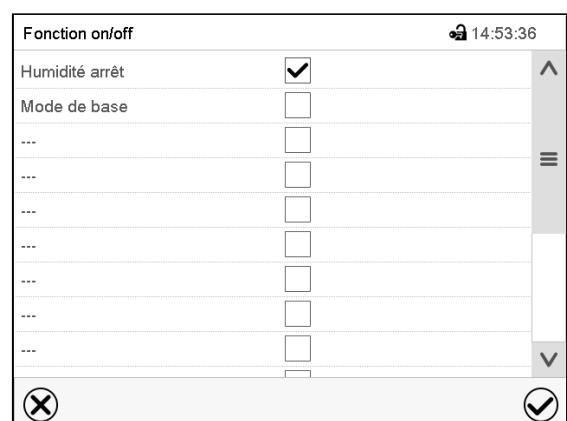 Fonction on/off 14:53:36
Humidité arrêt
Mode de base
---
---
---
---
---
---
---